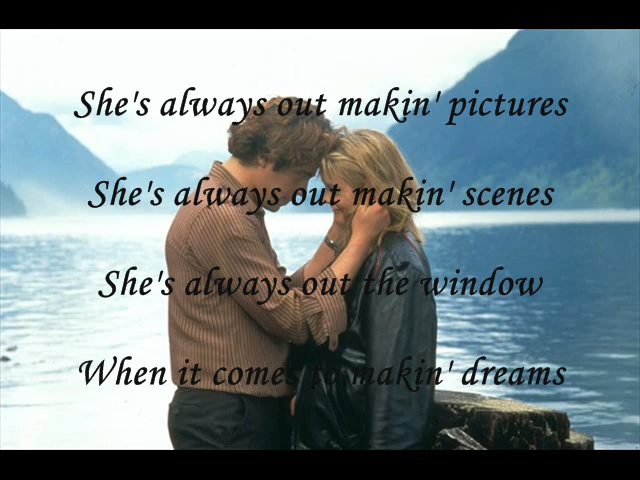 She's always out makin' pictures
She's always out makin' scenes
She's always out the window
When it comes to makin' dreams